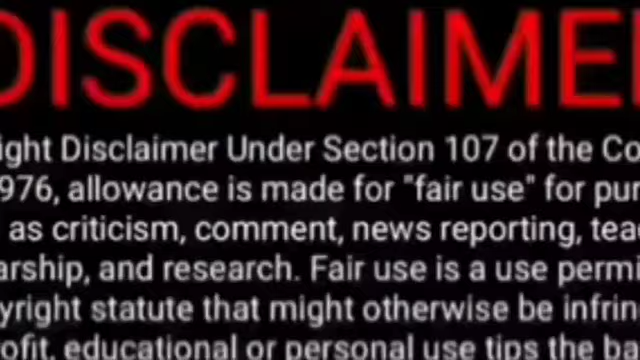 DISCLAIME
ight Disclaimer Under Section 107 of the Co
976, allowance is made for "fair use" for pur
as criticism, comment, news reporting, tea
arship, and research. Fair use is a use permi
yright statute that might otherwise be infrin
ofit, educational or personal use tips the ba